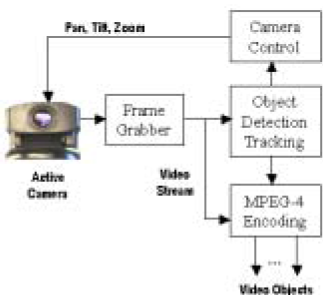 Pan, Tilt, Zoom
Camera
Control
Frame
Grabber
Object
Detection
Tracking
Active
Camera
Video
Stream
MPEG-4
Encoding
...
Video Objects